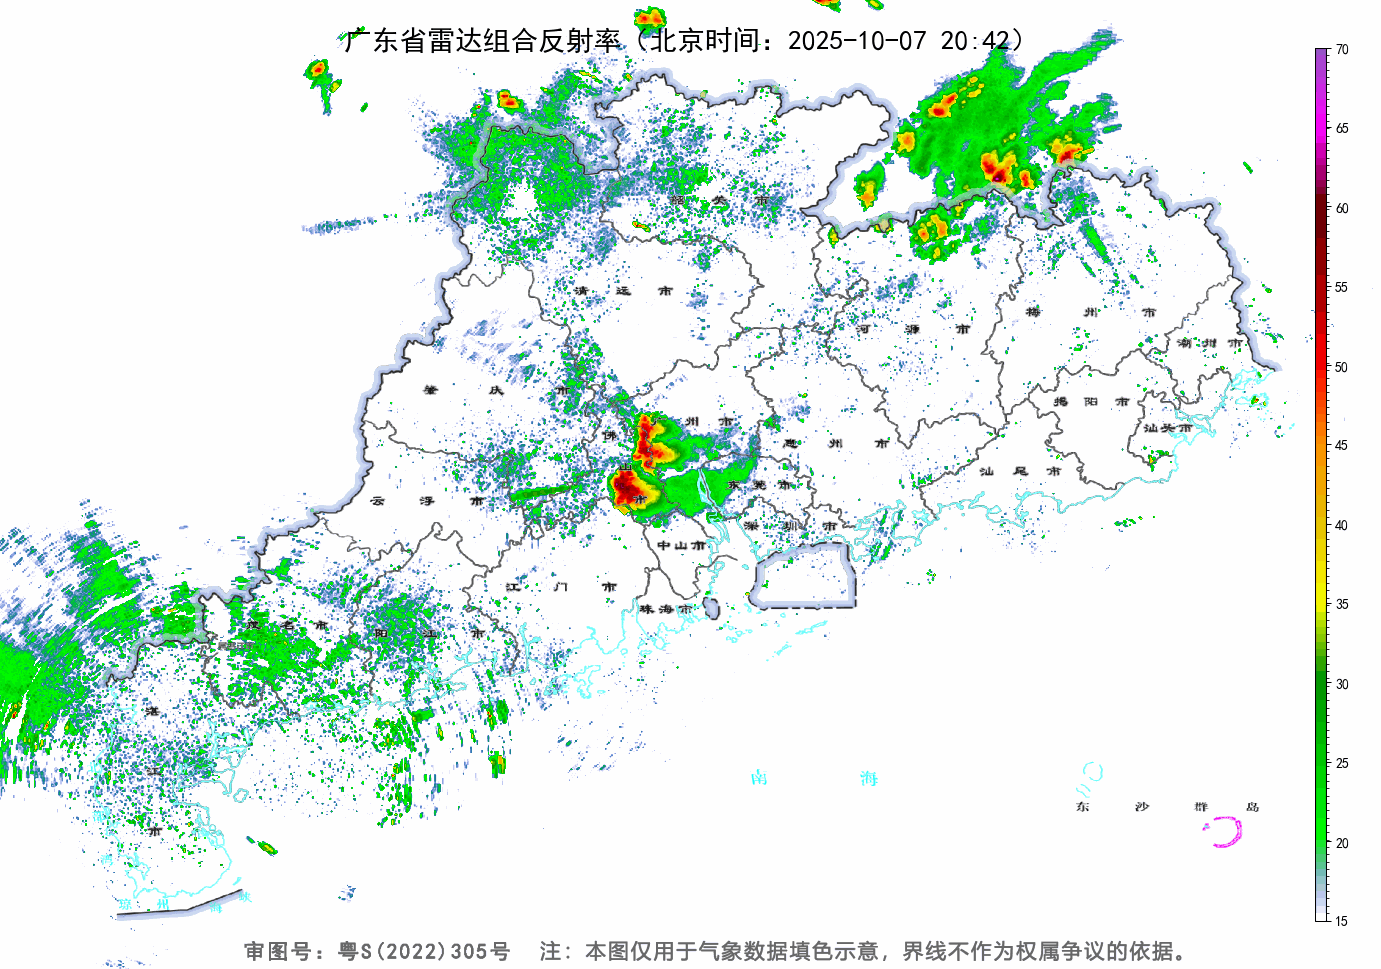 广东省雷达组合反射率（北京时间：2025-10-07 20:42）
70
65
60
55
50
45
40
35
30
25
20
15
韶 关 市
清 远 市
河 源 市
梅 州 市
潮 州 市
肇 庆 市
揭 阳 市
广 州 市
汕头市
佛 山 市
惠 州 市
汕 尾 市
云 浮 市
东 莞 市
深 圳 市
中山市
江 门 市
珠海市
茂 名 市
阳 江 市
湛 江 市
南 海
东 沙 群 岛
琼 州 海 峡
审图号：粤S(2022)305号 注：本图仅用于气象数据填色示意，界线不作为权属争议的依据。